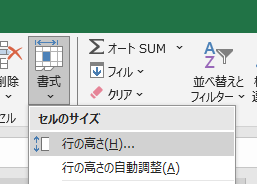 削除
セル
書式
オート SUM
フィル
クリア
並べ替えと
フィルター
セルのサイズ
行の高さ(H)...
行の高さの自動調整(A)